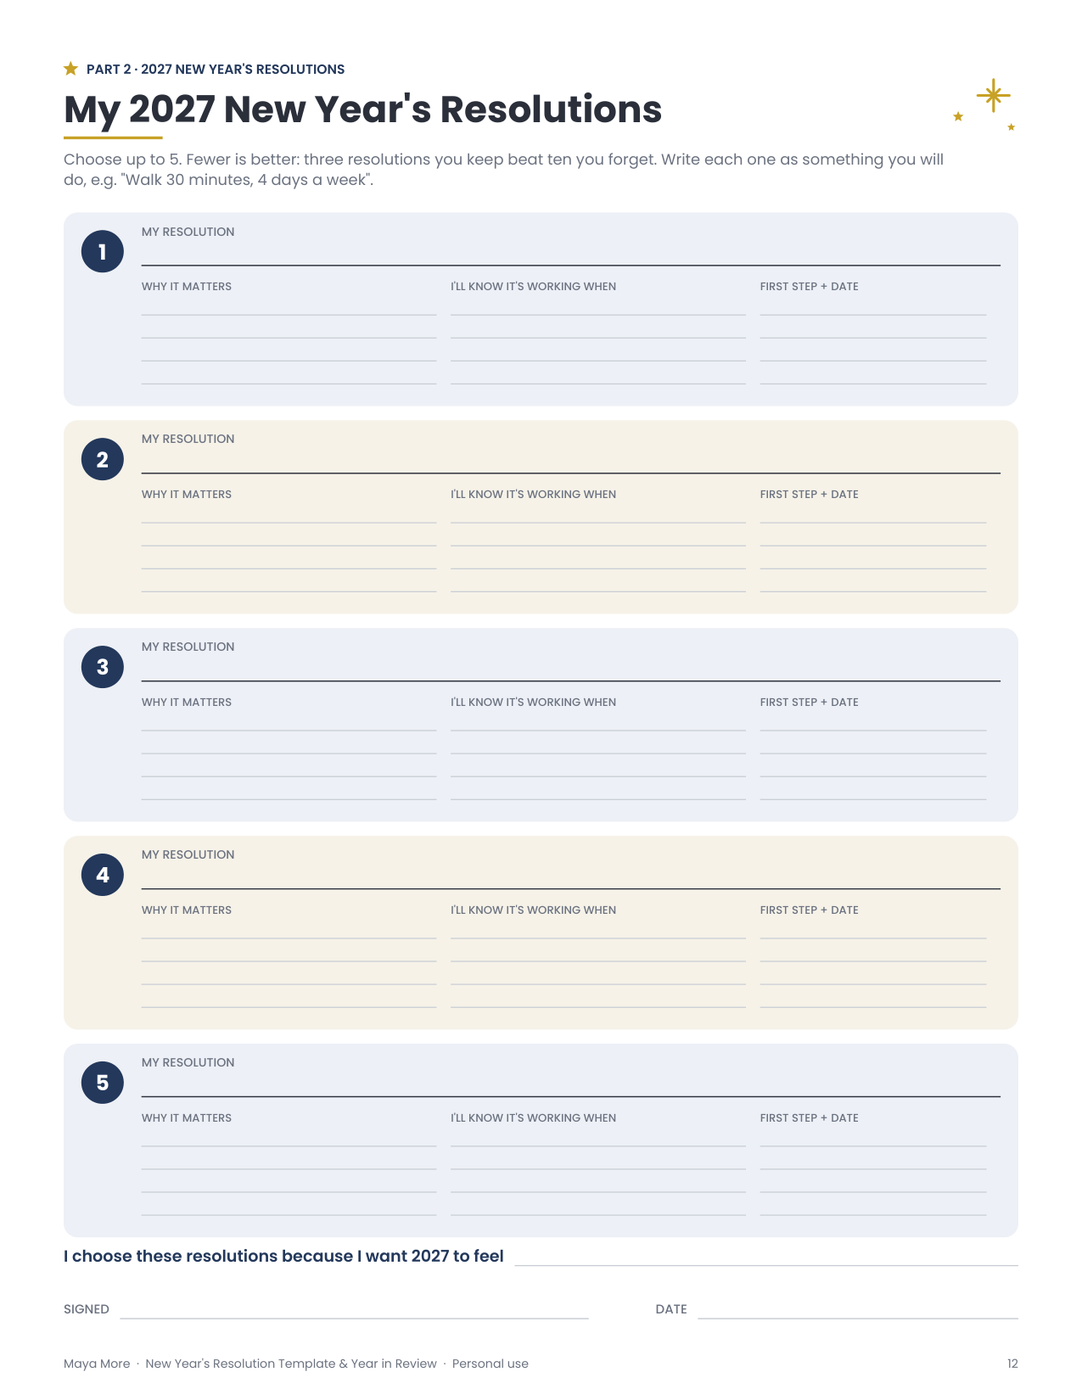 PART 2 · 2027 NEW YEAR'S RESOLUTIONS
My 2027 New Year's Resolutions
Choose up to 5. Fewer is better: three resolutions you keep beat ten you forget. Write each one as something you will
do, e.g. "Walk 30 minutes, 4 days a week".
1
MY RESOLUTION
WHY IT MATTERS I'LL KNOW IT'S WORKING WHEN FIRST STEP + DATE
2
MY RESOLUTION
WHY IT MATTERS I'LL KNOW IT'S WORKING WHEN FIRST STEP + DATE
3
MY RESOLUTION
WHY IT MATTERS I'LL KNOW IT'S WORKING WHEN FIRST STEP + DATE
4
MY RESOLUTION
WHY IT MATTERS I'LL KNOW IT'S WORKING WHEN FIRST STEP + DATE
5
MY RESOLUTION
WHY IT MATTERS I'LL KNOW IT'S WORKING WHEN FIRST STEP + DATE
I choose these resolutions because I want 2027 to feel
SIGNED DATE
Maya More · New Year's Resolution Template & Year in Review · Personal use 12